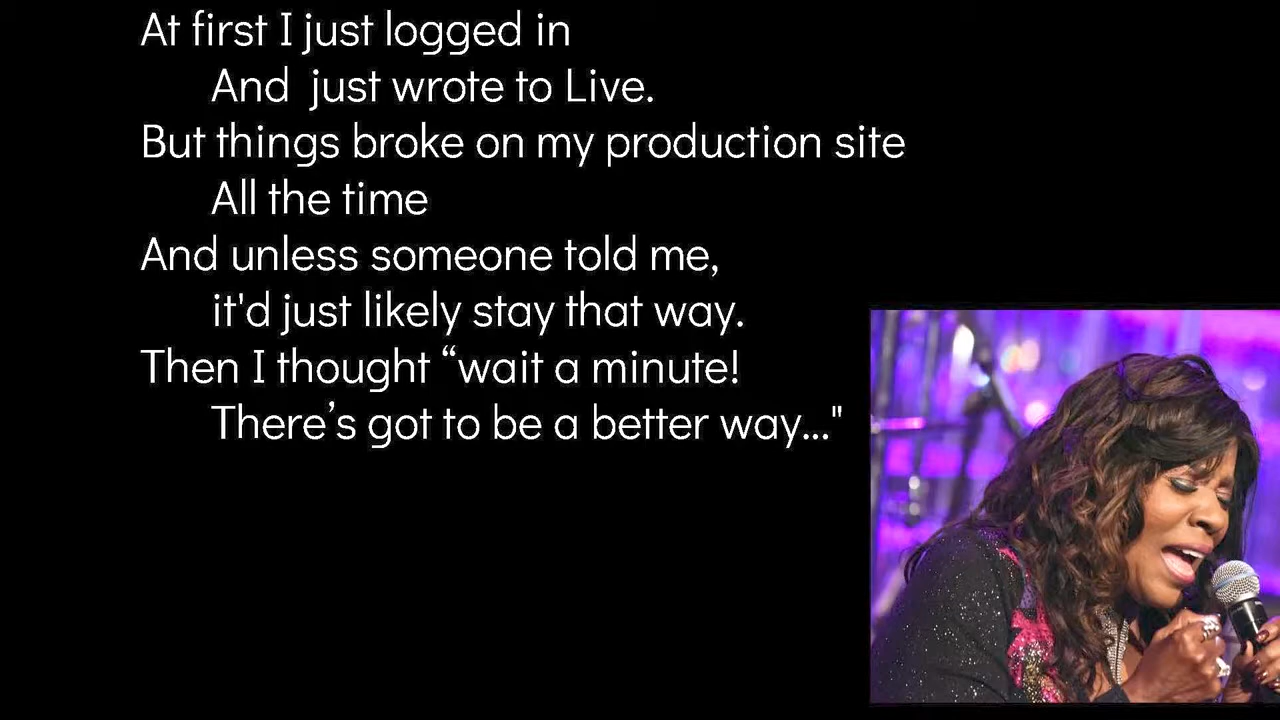 At first I just logged in
And just wrote to Live.
But things broke on my production site
All the time
And unless someone told me,
it'd just likely stay that way.
Then I thought “wait a minute!
There’s got to be a better way..."